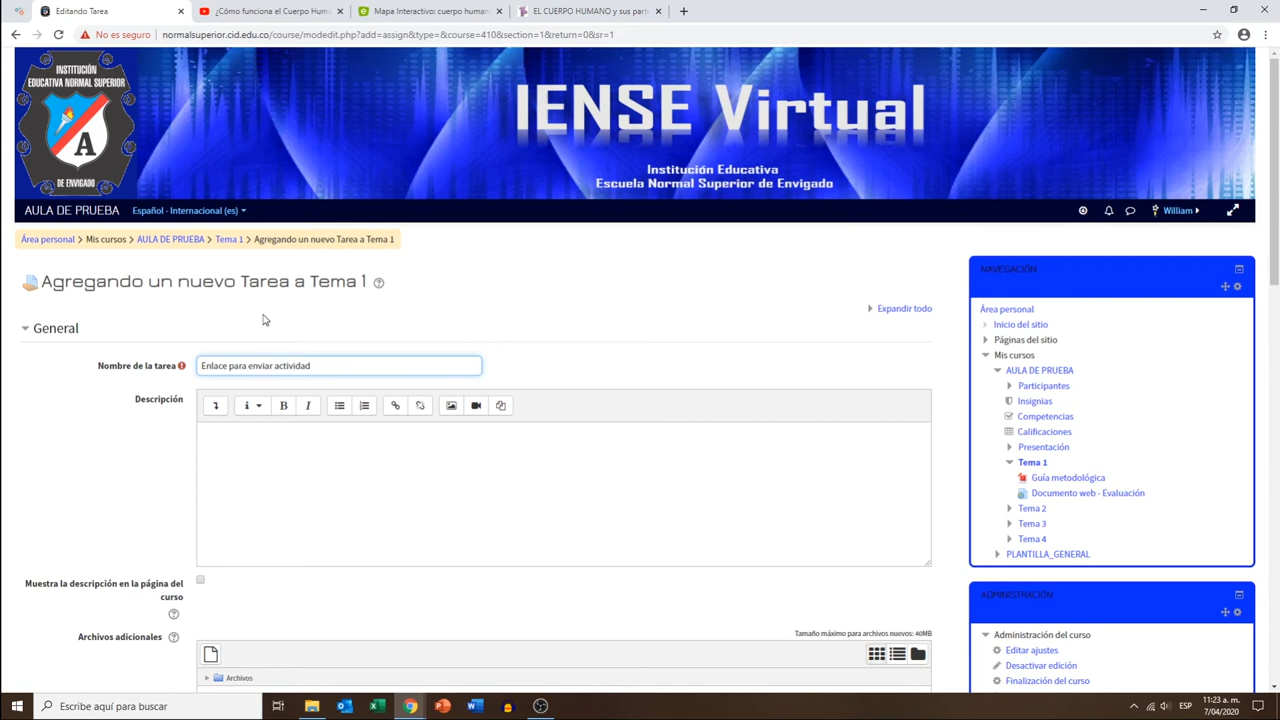 Editando Tarea
¿Cómo funciona el Cuerpo Hum
Mapa Interactivo: cuerpo human
EL CUERPO HUMANO y sus part
No es seguro
normalsuperior.cid.edu.co/course/modedit.php?add=assign&type=&course=410&section=1&return=0&sr=1
INSTITUCIÓN
EDUCATIVA NORMAL SUPERIOR
A
DE ENVIGADO
IENSE Virtual
Institución Educativa
Escuela Normal Superior de Envigado
AULA DE PRUEBA
Español - Internacional (es)
William
Área personal > Mis cursos > AULA DE PRUEBA > Tema 1 > Agregando un nuevo Tarea a Tema 1
Agregando un nuevo Tarea a Tema 1
Expandir todo
General
Nombre de la tarea
Enlace para enviar actividad
Descripción
i
B
I
Muestra la descripción en la página del
curso
Archivos adicionales
Tamaño máximo para archivos nuevos: 40MB
Archivos
NAVEGACIÓN
Área personal
Inicio del sitio
Páginas del sitio
Mis cursos
AULA DE PRUEBA
Participantes
Insignias
Competencias
Calificaciones
Presentación
Tema 1
Guía metodológica
Documento web - Evaluación
Tema 2
Tema 3
Tema 4
PLANTILLA_GENERAL
ADMINISTRACIÓN
Administración del curso
Editar ajustes
Desactivar edición
Finalización del curso
Escribe aquí para buscar
ESP
11:23 a. m.
7/04/2020